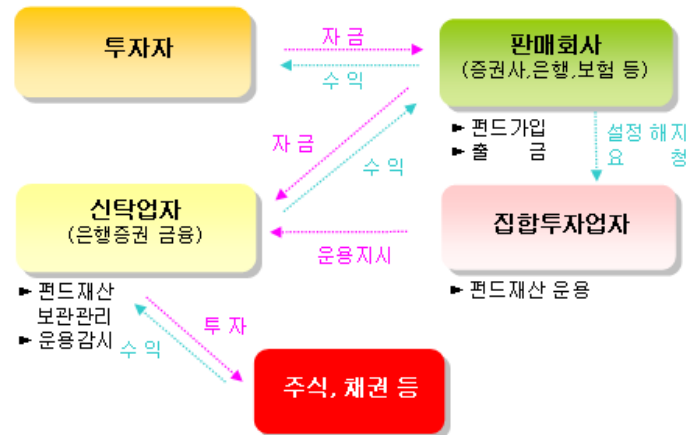 투자자
자 금
수 익
판매회사
(증권사,은행,보험 등)
► 펀드가입
► 출 금
설정 해지
요 청
자 금
수 익
신탁업자
(은행증권 금융)
운용지시
집합투자업자
► 펀드재산
보관관리
► 운용감시
► 펀드재산 운용
투 자
수 익
주식, 채권 등